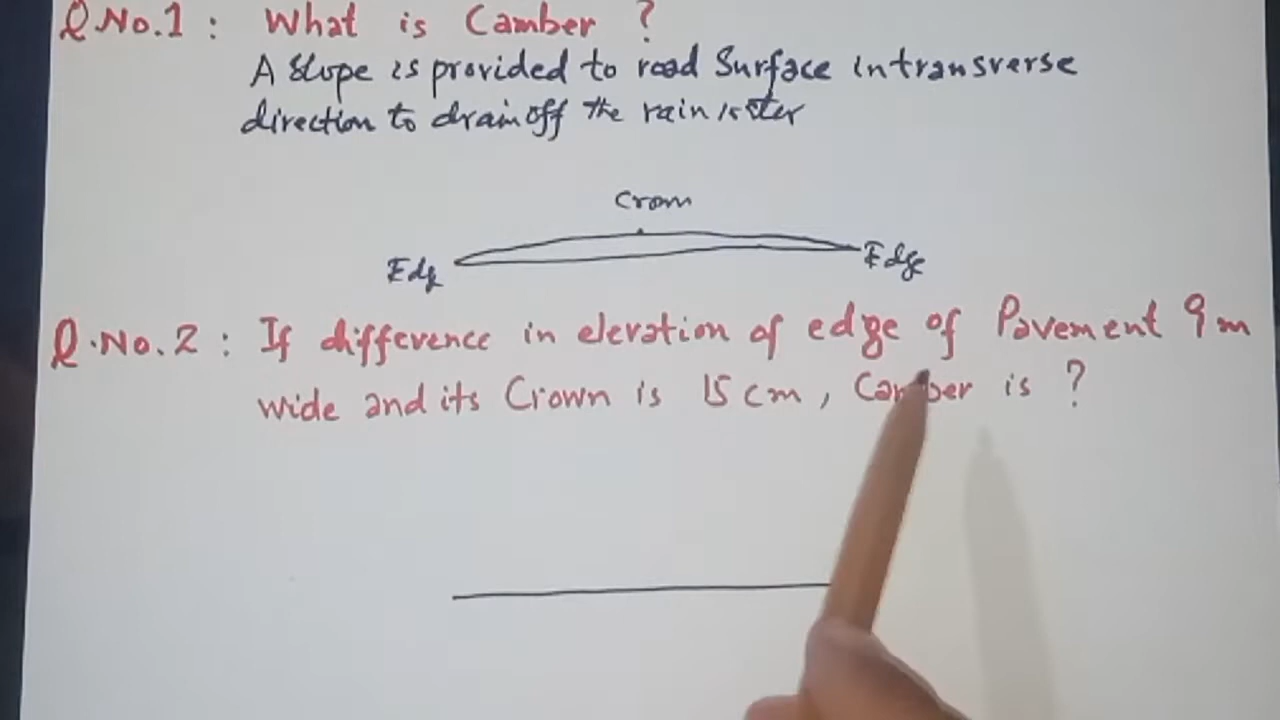 Q.No.1 : What is Camber ?
A slope is provided to road Surface in transverse
direction to drain off the rain water
Crown
Edge
Edge
Q.No.2 : If difference in elevation of edge of Pavement 9m
wide and its Crown is 15 cm, Camber is ?